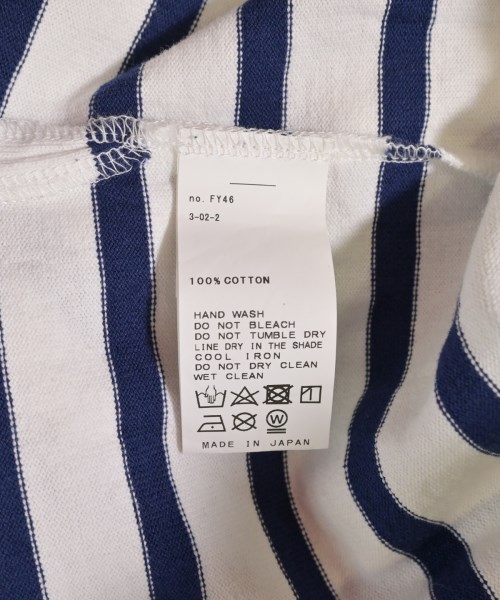 no. FY46
3-02-2
100% COTTON
HAND WASH
DO NOT BLEACH
DO NOT TUMBLE DRY
LINE DRY IN THE SHADE
COOL IRON
DO NOT DRY CLEAN
WET CLEAN
W
MADE IN JAPAN